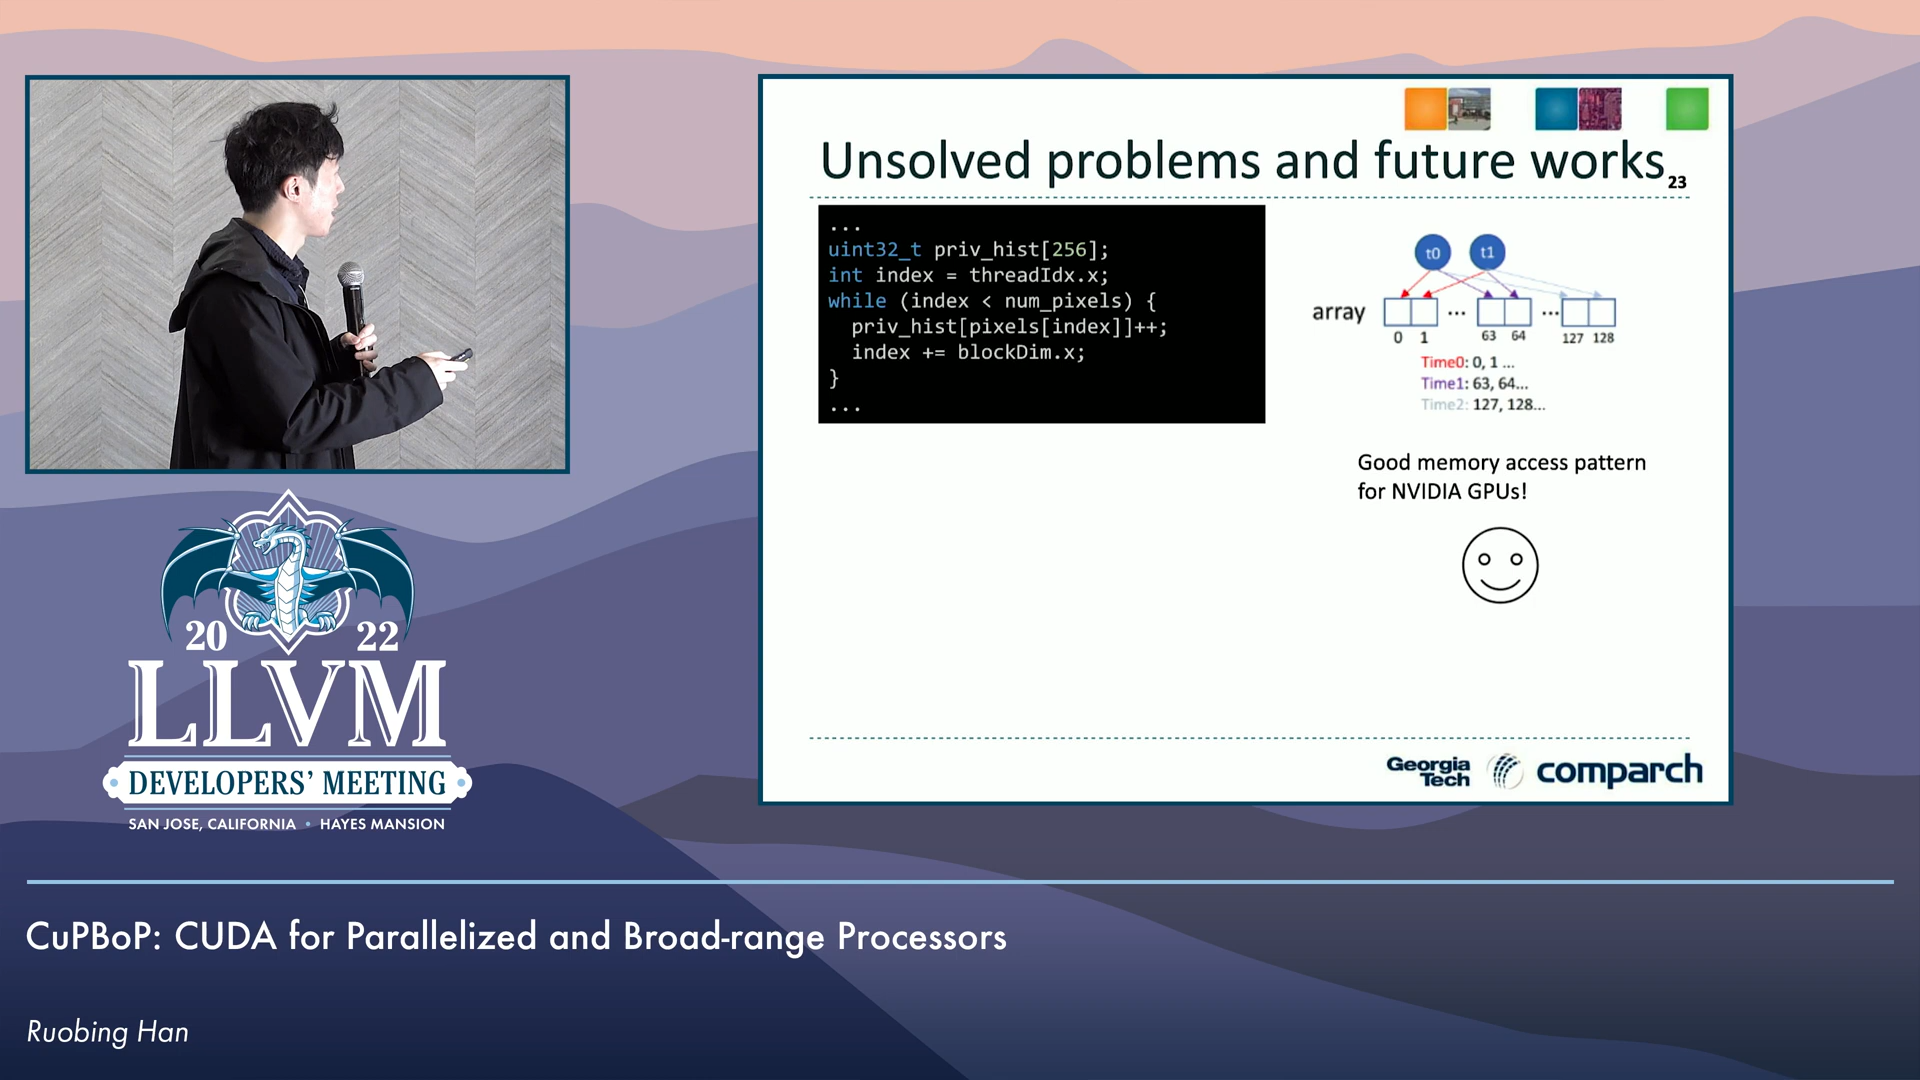 Unsolved problems and future works
23
...
uint32_t priv_hist[256];
int index = threadIdx.x;
while (index < num_pixels) {
priv_hist[pixels[index]]++;
index += blockDim.x;
}
...
t0 t1
array ... ...
0 1 63 64 127 128
Time0: 0, 1 ...
Time1: 63, 64...
Time2: 127, 128...
Good memory access pattern
for NVIDIA GPUs!
Georgia
Tech
comparch
20 22
LLVM
DEVELOPERS’ MEETING
SAN JOSE, CALIFORNIA • HAYES MANSION
CuPBoP: CUDA for Parallelized and Broad-range Processors
Ruobing Han